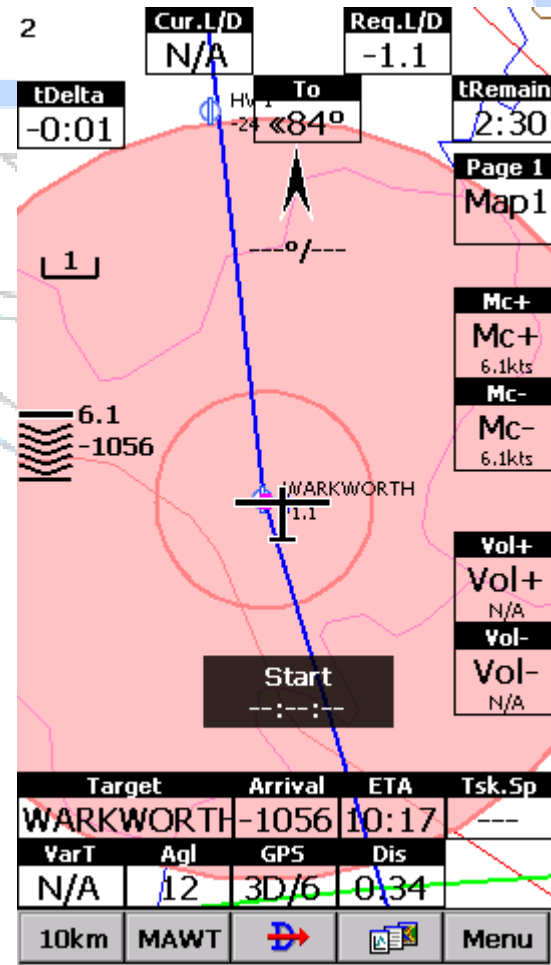 2
Cur.L/D
N/A
Req.L/D
-1.1
tDelta
-0:01
To
«84º
tRemain
2:30
-24
Page 1
Map1
---º/---
1
Mc+
Mc+
6.1kts
Mc-
Mc-
6.1kts
6.1
-1056
WARKWORTH
1.1
Vol+
Vol+
N/A
Vol-
Vol-
N/A
Start
--:--:--
Target Arrival ETA Tsk.Sp
WARKWORTH -1056 10:17 ---
VarT Agl GPS Dis
N/A 12 3D/6 0.34
10km MAWT D Menu